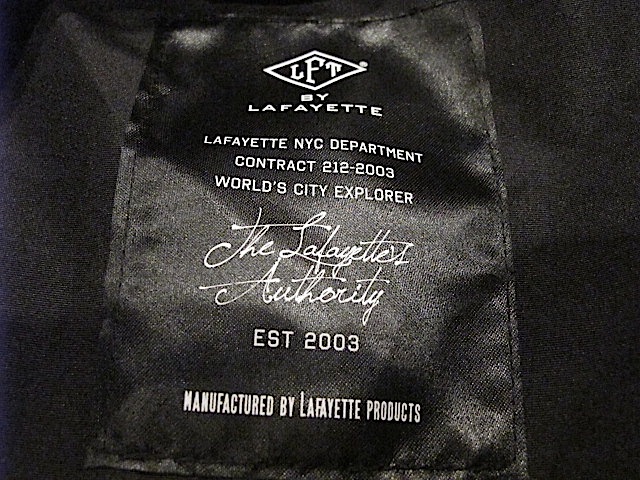 LFT®
BY
LAFAYETTE
LAFAYETTE NYC DEPARTMENT
CONTRACT 212-2003
WORLD'S CITY EXPLORER
The Lafayette's
Authority
EST 2003
MANUFACTURED BY LAFAYETTE PRODUCTS